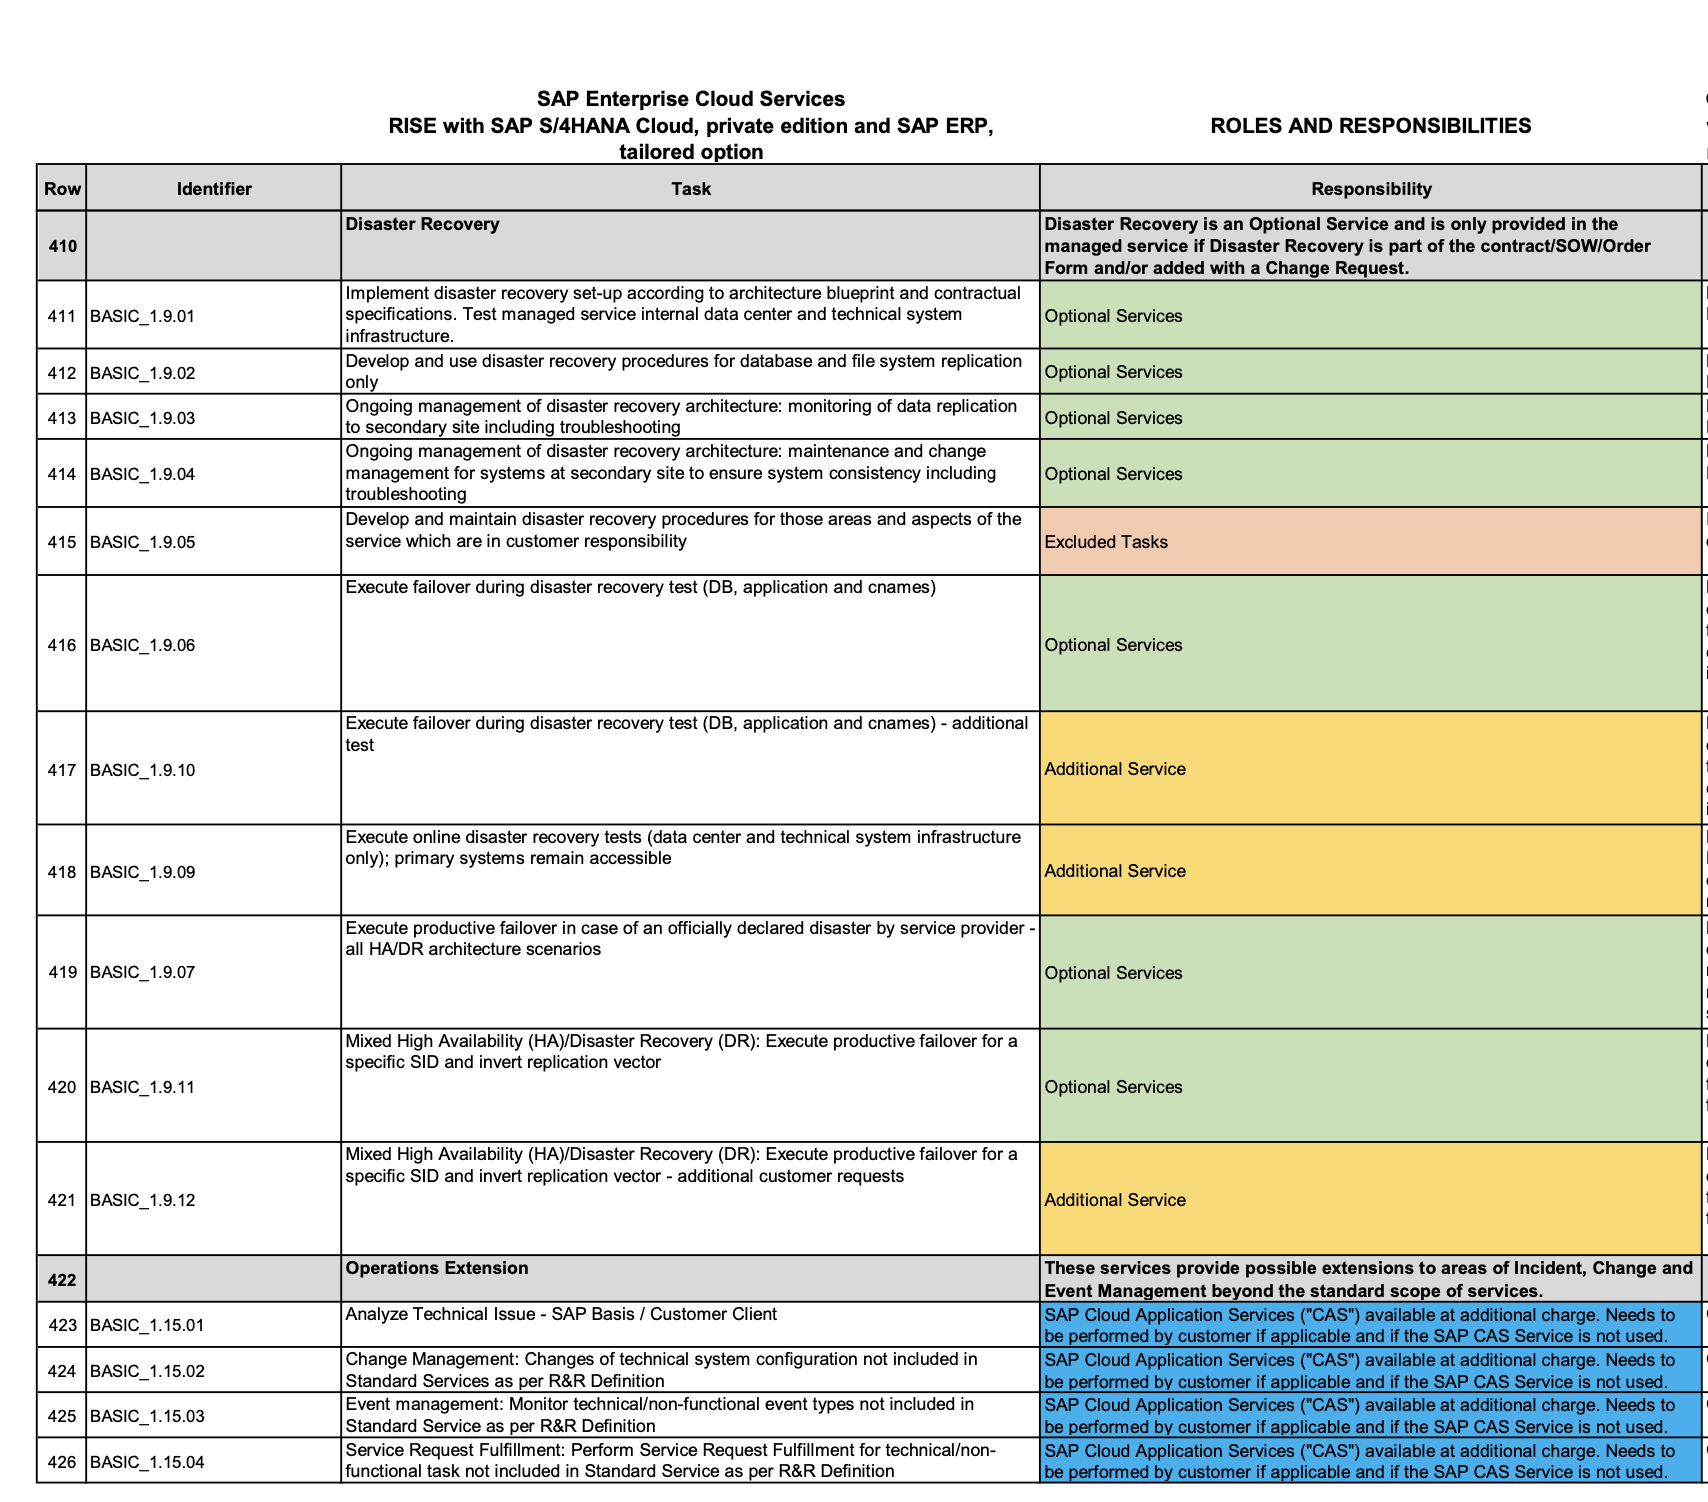 SAP Enterprise Cloud Services
RISE with SAP S/4HANA Cloud, private edition and SAP ERP,
tailored option
ROLES AND RESPONSIBILITIES
Row
Identifier
Task
Responsibility
410
Disaster Recovery
Disaster Recovery is an Optional Service and is only provided in the
managed service if Disaster Recovery is part of the contract/SOW/Order
Form and/or added with a Change Request.
411
BASIC_1.9.01
Implement disaster recovery set-up according to architecture blueprint and contractual
specifications. Test managed service internal data center and technical system
infrastructure.
Optional Services
412
BASIC_1.9.02
Develop and use disaster recovery procedures for database and file system replication
only
Optional Services
413
BASIC_1.9.03
Ongoing management of disaster recovery architecture: monitoring of data replication
to secondary site including troubleshooting
Optional Services
414
BASIC_1.9.04
Ongoing management of disaster recovery architecture: maintenance and change
management for systems at secondary site to ensure system consistency including
troubleshooting
Optional Services
415
BASIC_1.9.05
Develop and maintain disaster recovery procedures for those areas and aspects of the
service which are in customer responsibility
Excluded Tasks
416
BASIC_1.9.06
Execute failover during disaster recovery test (DB, application and cnames)
Optional Services
417
BASIC_1.9.10
Execute failover during disaster recovery test (DB, application and cnames) - additional
test
Additional Service
418
BASIC_1.9.09
Execute online disaster recovery tests (data center and technical system infrastructure
only); primary systems remain accessible
Additional Service
419
BASIC_1.9.07
Execute productive failover in case of an officially declared disaster by service provider -
all HA/DR architecture scenarios
Optional Services
420
BASIC_1.9.11
Mixed High Availability (HA)/Disaster Recovery (DR): Execute productive failover for a
specific SID and invert replication vector
Optional Services
421
BASIC_1.9.12
Mixed High Availability (HA)/Disaster Recovery (DR): Execute productive failover for a
specific SID and invert replication vector - additional customer requests
Additional Service
422
Operations Extension
These services provide possible extensions to areas of Incident, Change and
Event Management beyond the standard scope of services.
423
BASIC_1.15.01
Analyze Technical Issue - SAP Basis / Customer Client
SAP Cloud Application Services ("CAS") available at additional charge. Needs to
be performed by customer if applicable and if the SAP CAS Service is not used.
424
BASIC_1.15.02
Change Management: Changes of technical system configuration not included in
Standard Services as per R&R Definition
SAP Cloud Application Services ("CAS") available at additional charge. Needs to
be performed by customer if applicable and if the SAP CAS Service is not used.
425
BASIC_1.15.03
Event management: Monitor technical/non-functional event types not included in
Standard Service as per R&R Definition
SAP Cloud Application Services ("CAS") available at additional charge. Needs to
be performed by customer if applicable and if the SAP CAS Service is not used.
426
BASIC_1.15.04
Service Request Fulfillment: Perform Service Request Fulfillment for technical/non-
functional task not included in Standard Service as per R&R Definition
SAP Cloud Application Services ("CAS") available at additional charge. Needs to
be performed by customer if applicable and if the SAP CAS Service is not used.